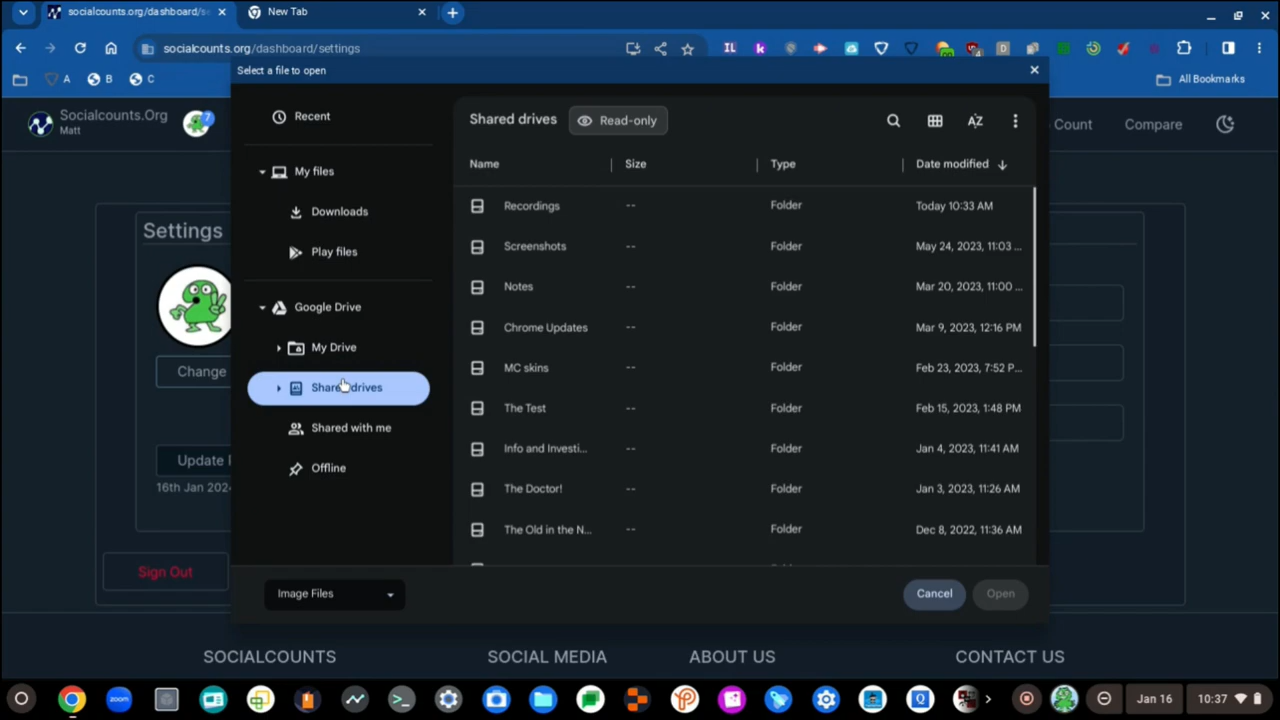 socialcounts.org/dashboard/se
New Tab
socialcounts.org/dashboard/settings
A
B
C
All Bookmarks
Select a file to open
Socialcounts.Org
Matt
7
Count
Compare
Recent
My files
Downloads
Play files
Google Drive
My Drive
Shared drives
Shared with me
Offline
Shared drives
Read-only
Name
Size
Type
Date modified
Recordings
--
Folder
Today 10:33 AM
Screenshots
--
Folder
May 24, 2023, 11:03 ...
Notes
--
Folder
Mar 20, 2023, 11:00 ...
Chrome Updates
--
Folder
Mar 9, 2023, 12:16 PM
MC skins
--
Folder
Feb 23, 2023, 7:52 P...
The Test
--
Folder
Feb 15, 2023, 1:48 PM
Info and Investi...
--
Folder
Jan 4, 2023, 11:41 AM
The Doctor!
--
Folder
Jan 3, 2023, 11:26 AM
The Old in the N...
--
Folder
Dec 8, 2022, 11:36 AM
Settings
Change
Update
16th Jan 202
Sign Out
Image Files
Cancel
Open
SOCIALCOUNTS
SOCIAL MEDIA
ABOUT US
CONTACT US
zoom
Jan 16
10:37